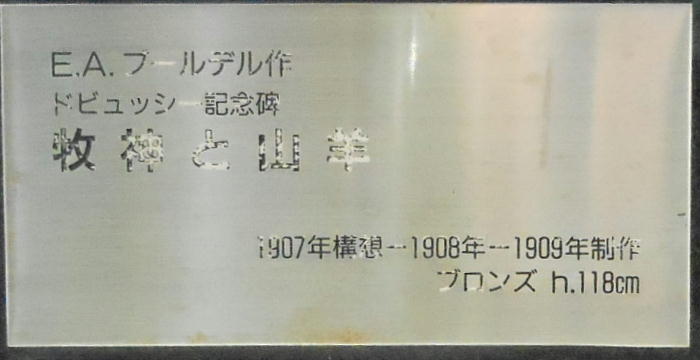 E.A.ブールデル作
ドビュッシー記念碑
牧神と山羊
1907年構想ー1908年ー1909年制作
ブロンズ h.118cm